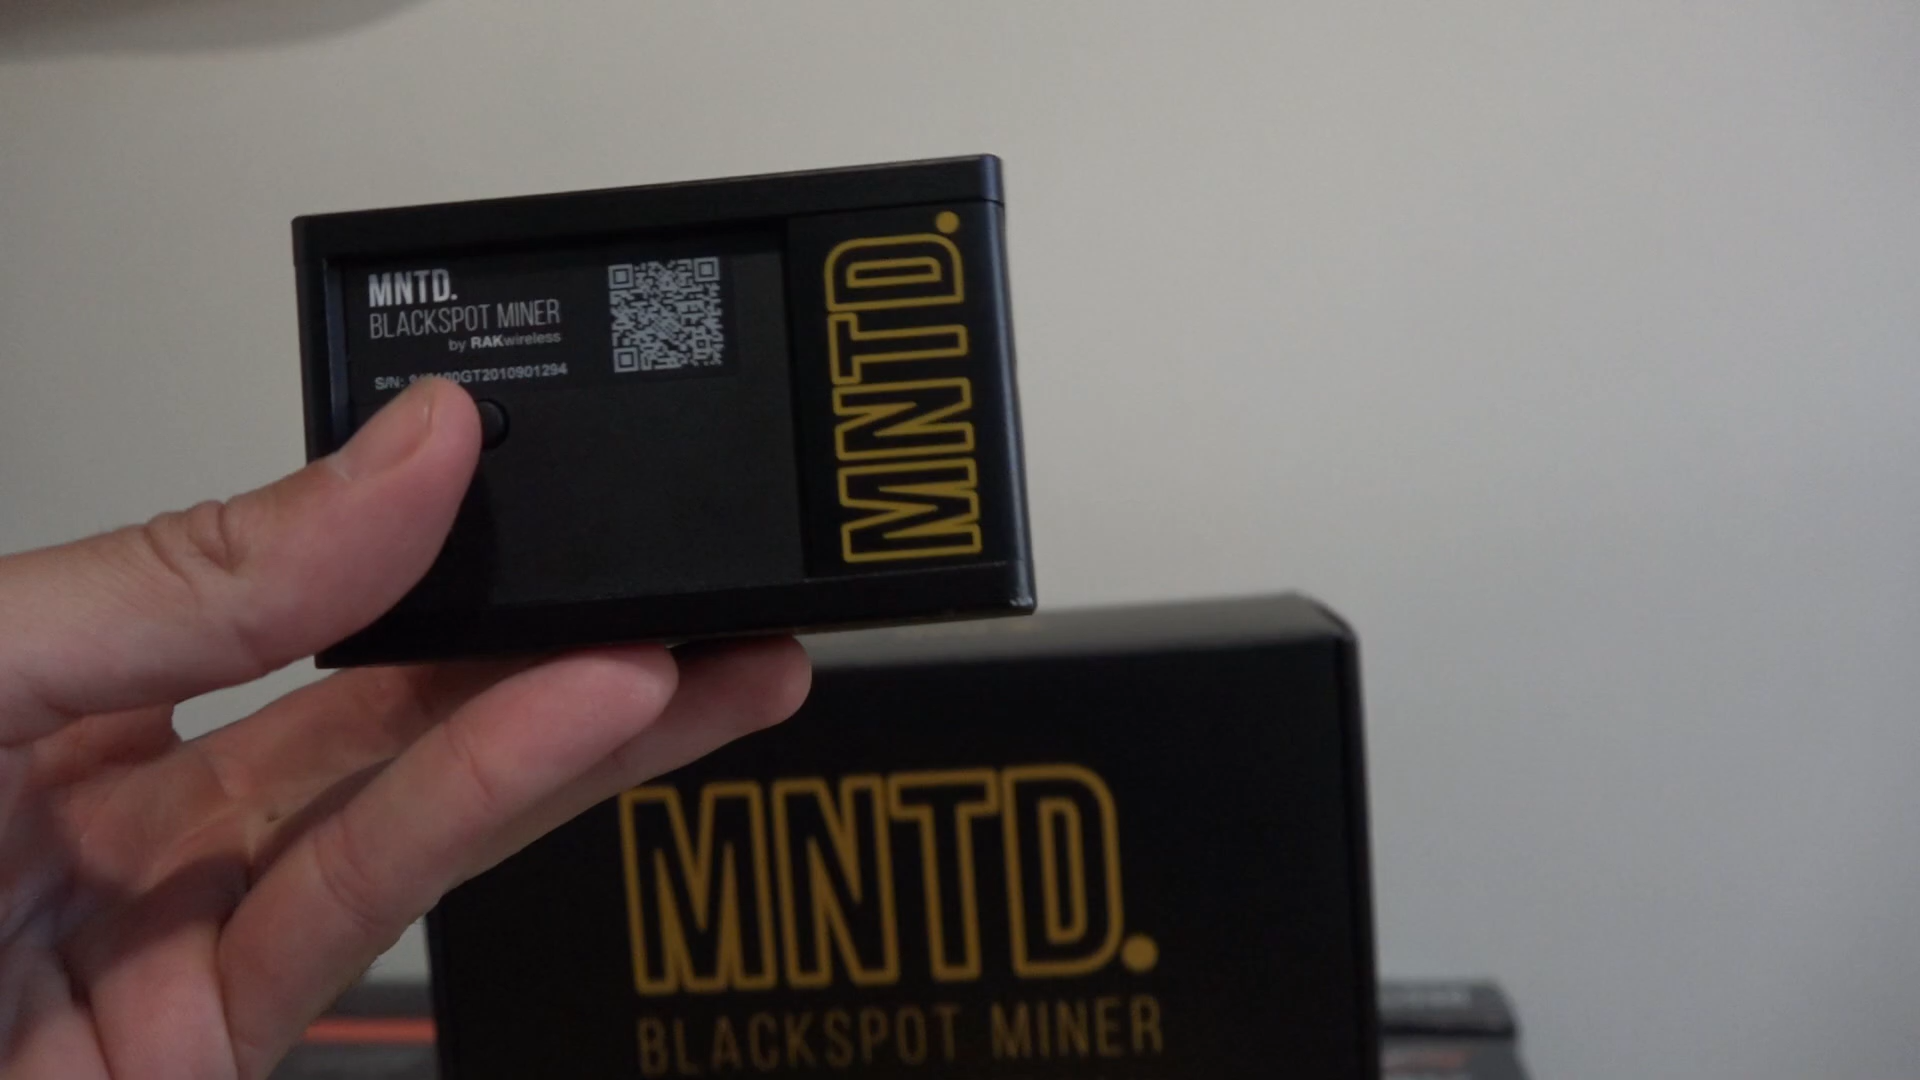 MNTD.
BLACKSPOT MINER
by RAKwireless
S/N:
MNTD.
MNTD.
BLACKSPOT MINER